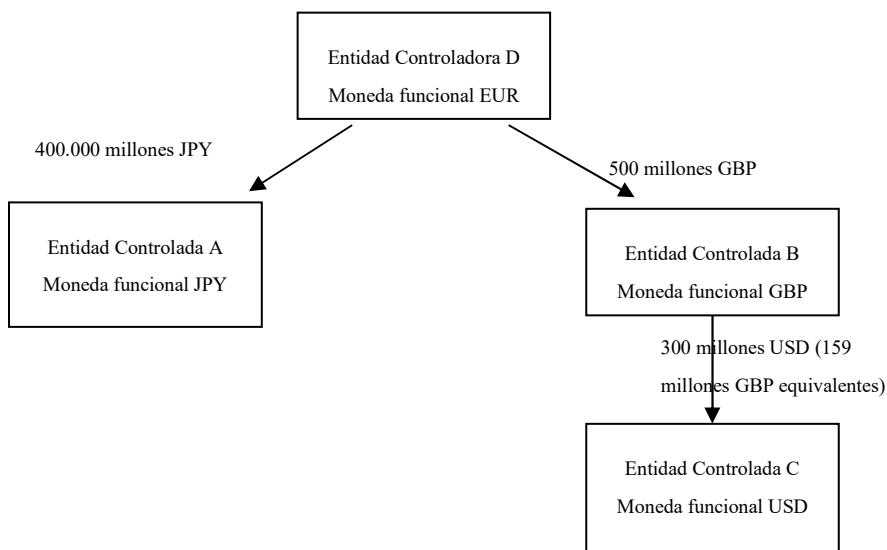 Entidad Controladora D
Moneda funcional EUR
400.000 millones JPY
500 millones GBP
Entidad Controlada A
Moneda funcional JPY
Entidad Controlada B
Moneda funcional GBP
300 millones USD (159
millones GBP equivalentes)
Entidad Controlada C
Moneda funcional USD